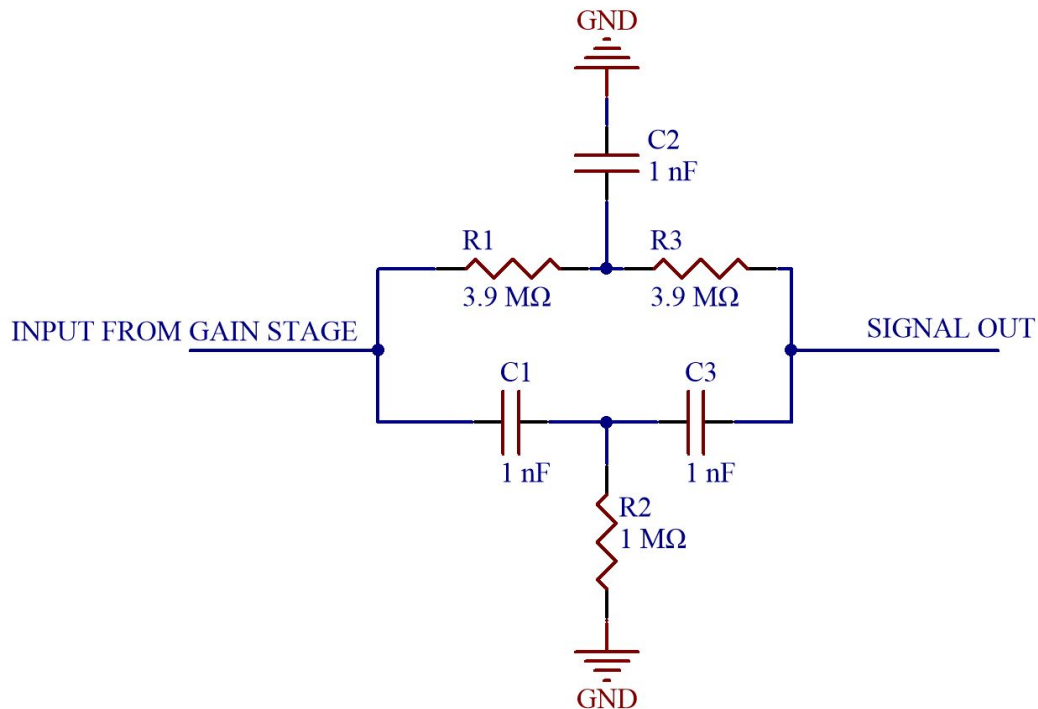 GND
C2
1 nF
R1
3.9 MΩ
R3
3.9 MΩ
INPUT FROM GAIN STAGE
SIGNAL OUT
C1
1 nF
C3
1 nF
R2
1 MΩ
GND